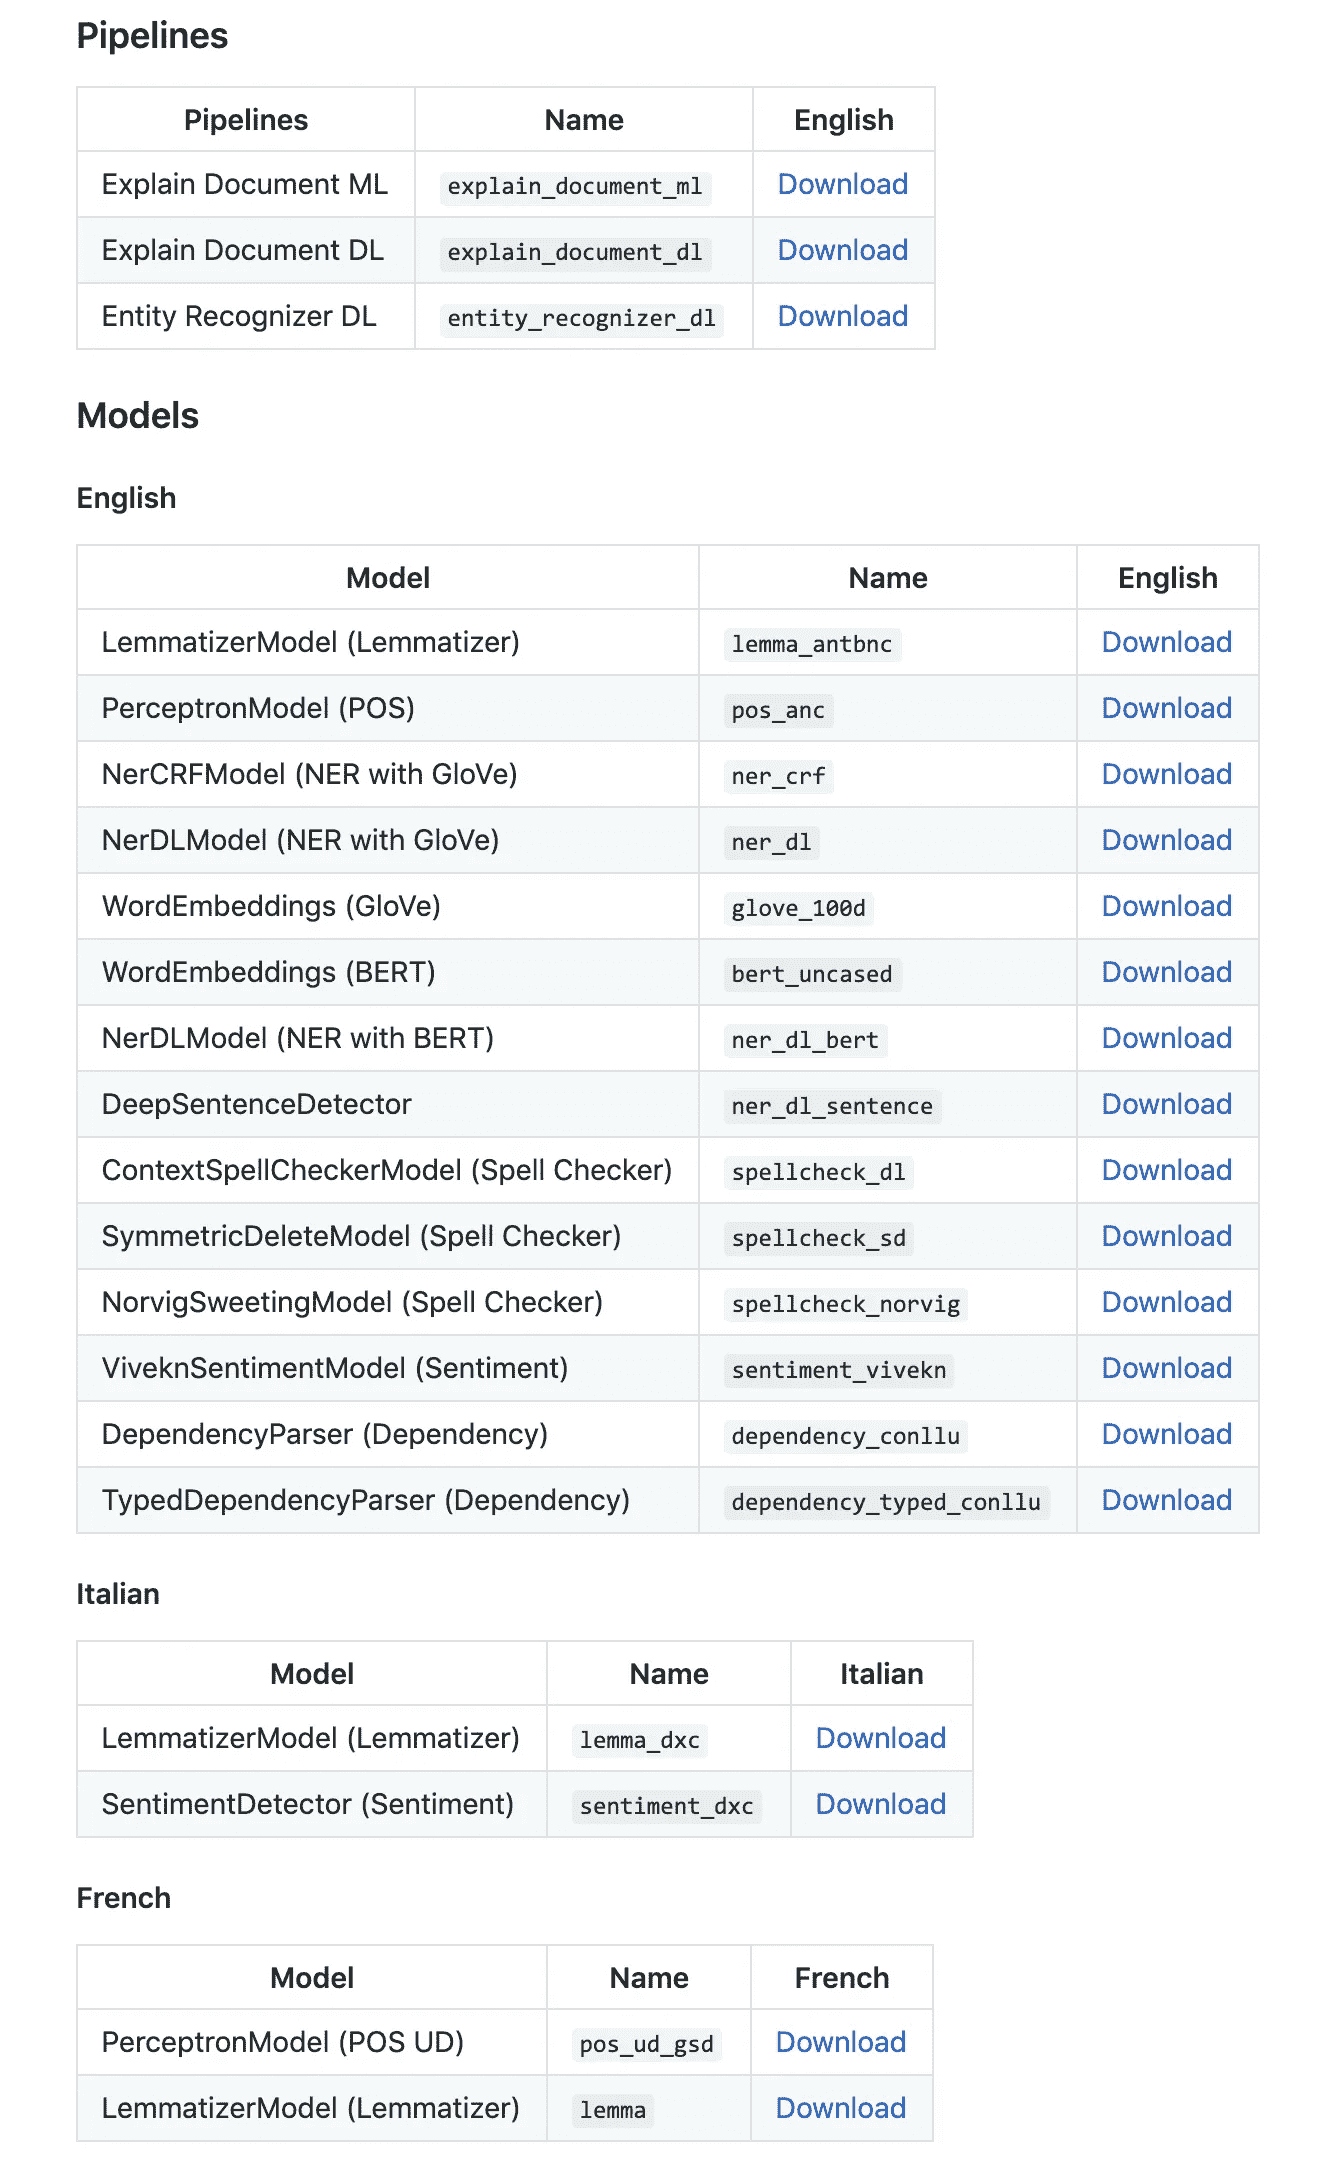 Pipelines
Pipelines Name English
Explain Document ML explain_document_ml Download
Explain Document DL explain_document_dl Download
Entity Recognizer DL entity_recognizer_dl Download
Models
English
Model Name English
LemmatizerModel (Lemmatizer) lemma_antbnc Download
PerceptronModel (POS) pos_anc Download
NerCRFModel (NER with GloVe) ner_crf Download
NerDLModel (NER with GloVe) ner_dl Download
WordEmbeddings (GloVe) glove_100d Download
WordEmbeddings (BERT) bert_uncased Download
NerDLModel (NER with BERT) ner_dl_bert Download
DeepSentenceDetector ner_dl_sentence Download
ContextSpellCheckerModel (Spell Checker) spellcheck_dl Download
SymmetricDeleteModel (Spell Checker) spellcheck_sd Download
NorvigSweetingModel (Spell Checker) spellcheck_norvig Download
ViveknSentimentModel (Sentiment) sentiment_vivekn Download
DependencyParser (Dependency) dependency_conllu Download
TypedDependencyParser (Dependency) dependency_typed_conllu Download
Italian
Model Name Italian
LemmatizerModel (Lemmatizer) lemma_dxc Download
SentimentDetector (Sentiment) sentiment_dxc Download
French
Model Name French
PerceptronModel (POS UD) pos_ud_gsd Download
LemmatizerModel (Lemmatizer) lemma Download